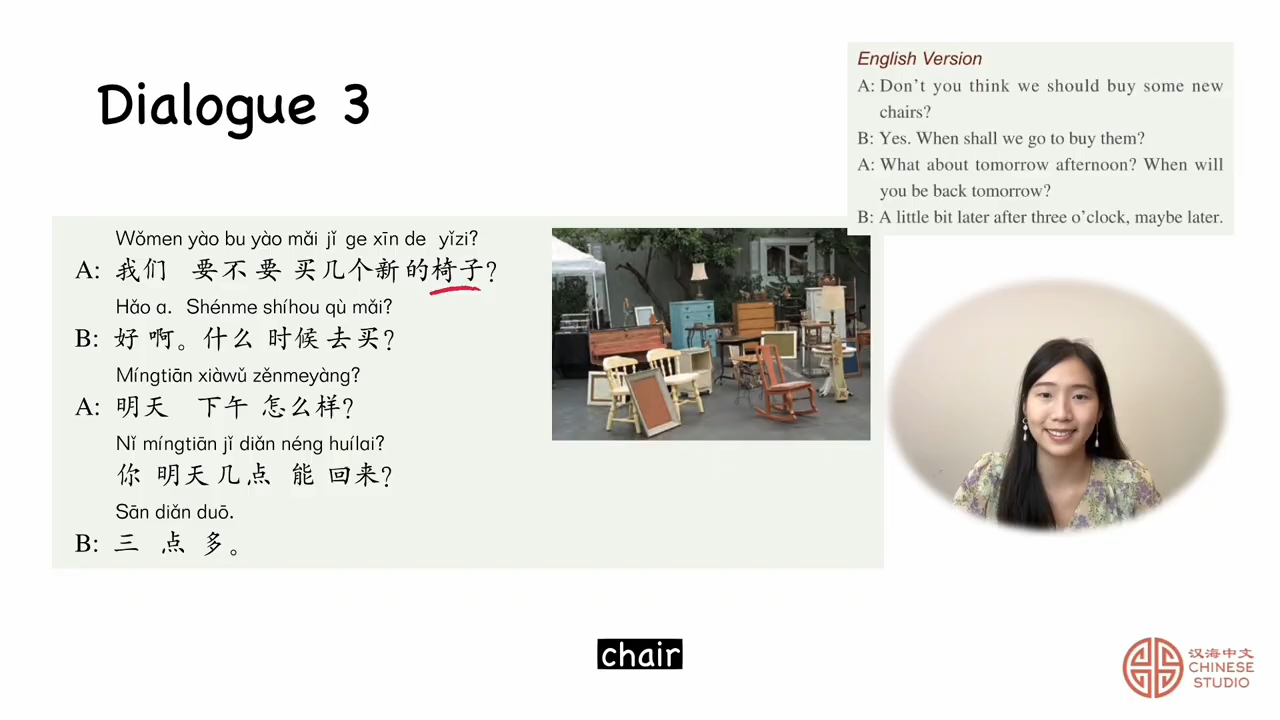 Dialogue 3
English Version
A: Don't you think we should buy some new
chairs?
B: Yes. When shall we go to buy them?
A: What about tomorrow afternoon? When will
you be back tomorrow?
B: A little bit later after three o'clock, maybe later.
Wǒmen yào bu yào mǎi jǐ ge xīn de yǐzi?
A: 我们 要不要 买几个新的椅子?
Hǎo a. Shénme shíhou qù mǎi?
B: 好啊。什么 时候去买?
Míngtiān xiàwǔ zěnmeyàng?
A: 明天 下午 怎么样?
Nǐ míngtiān jǐ diǎn néng huílai?
你 明天几点 能 回来?
Sān diǎn duō.
B: 三 点 多。
chair
汉海中文
CHINESE
STUDIO